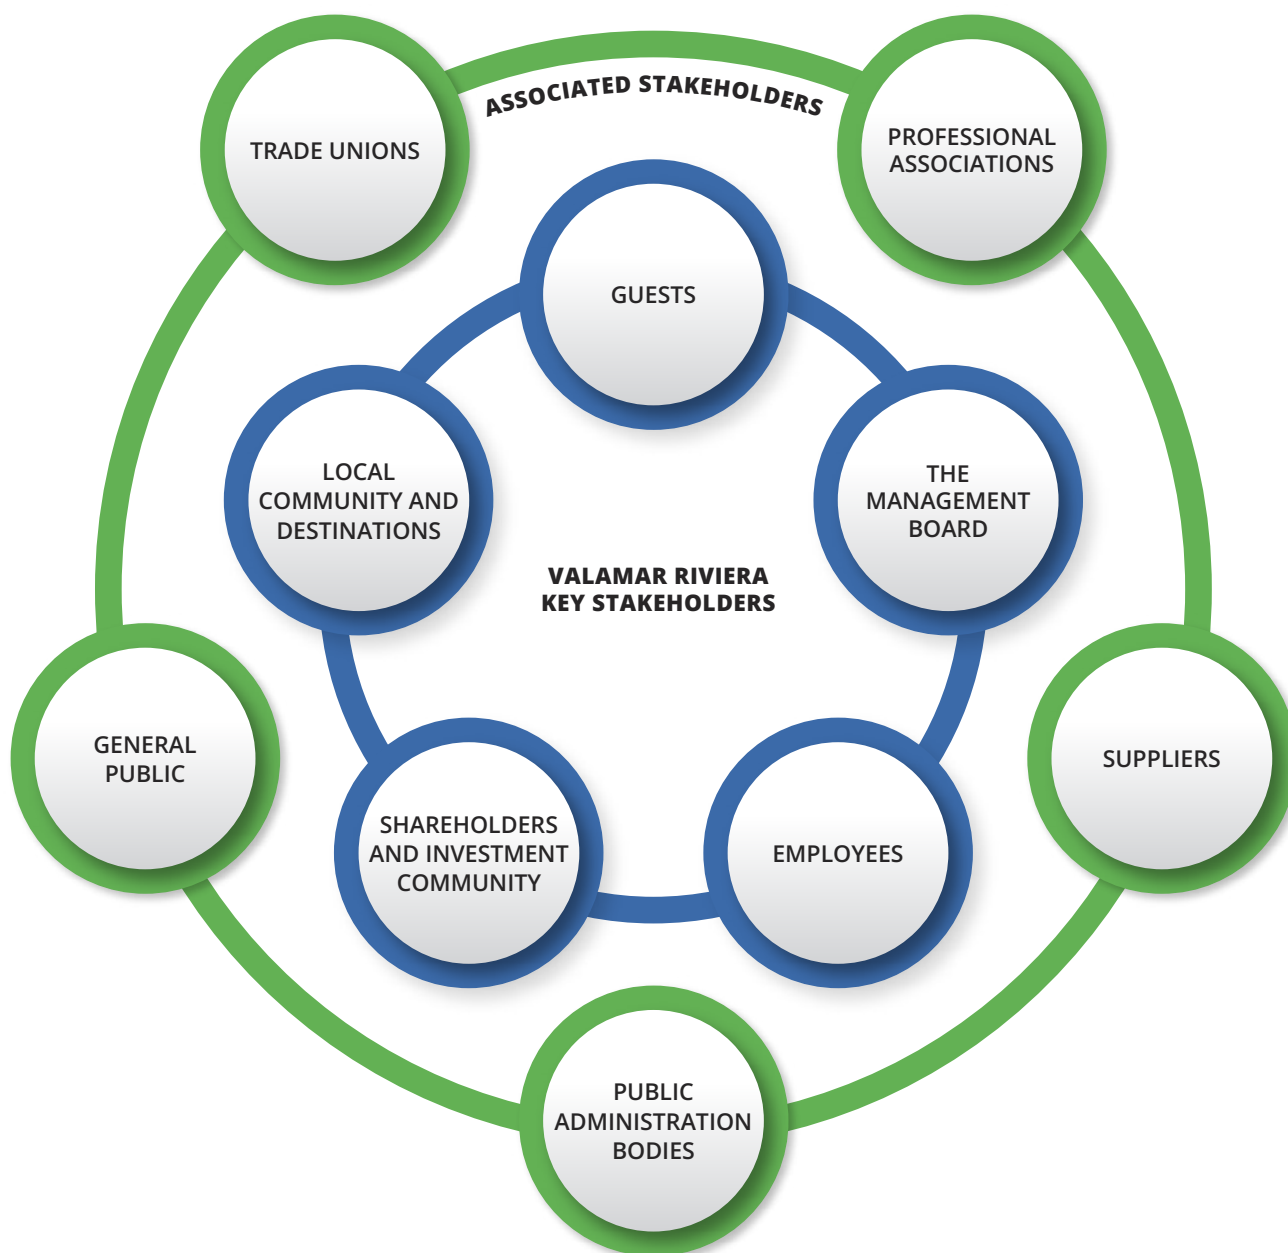 ASSOCIATED STAKEHOLDERS
TRADE UNIONS
PROFESSIONAL
ASSOCIATIONS
GUESTS
LOCAL
COMMUNITY AND
DESTINATIONS
THE
MANAGEMENT
BOARD
VALAMAR RIVIERA
KEY STAKEHOLDERS
GENERAL
PUBLIC
SUPPLIERS
SHAREHOLDERS
AND INVESTMENT
COMMUNITY
EMPLOYEES
PUBLIC
ADMINISTRATION
BODIES